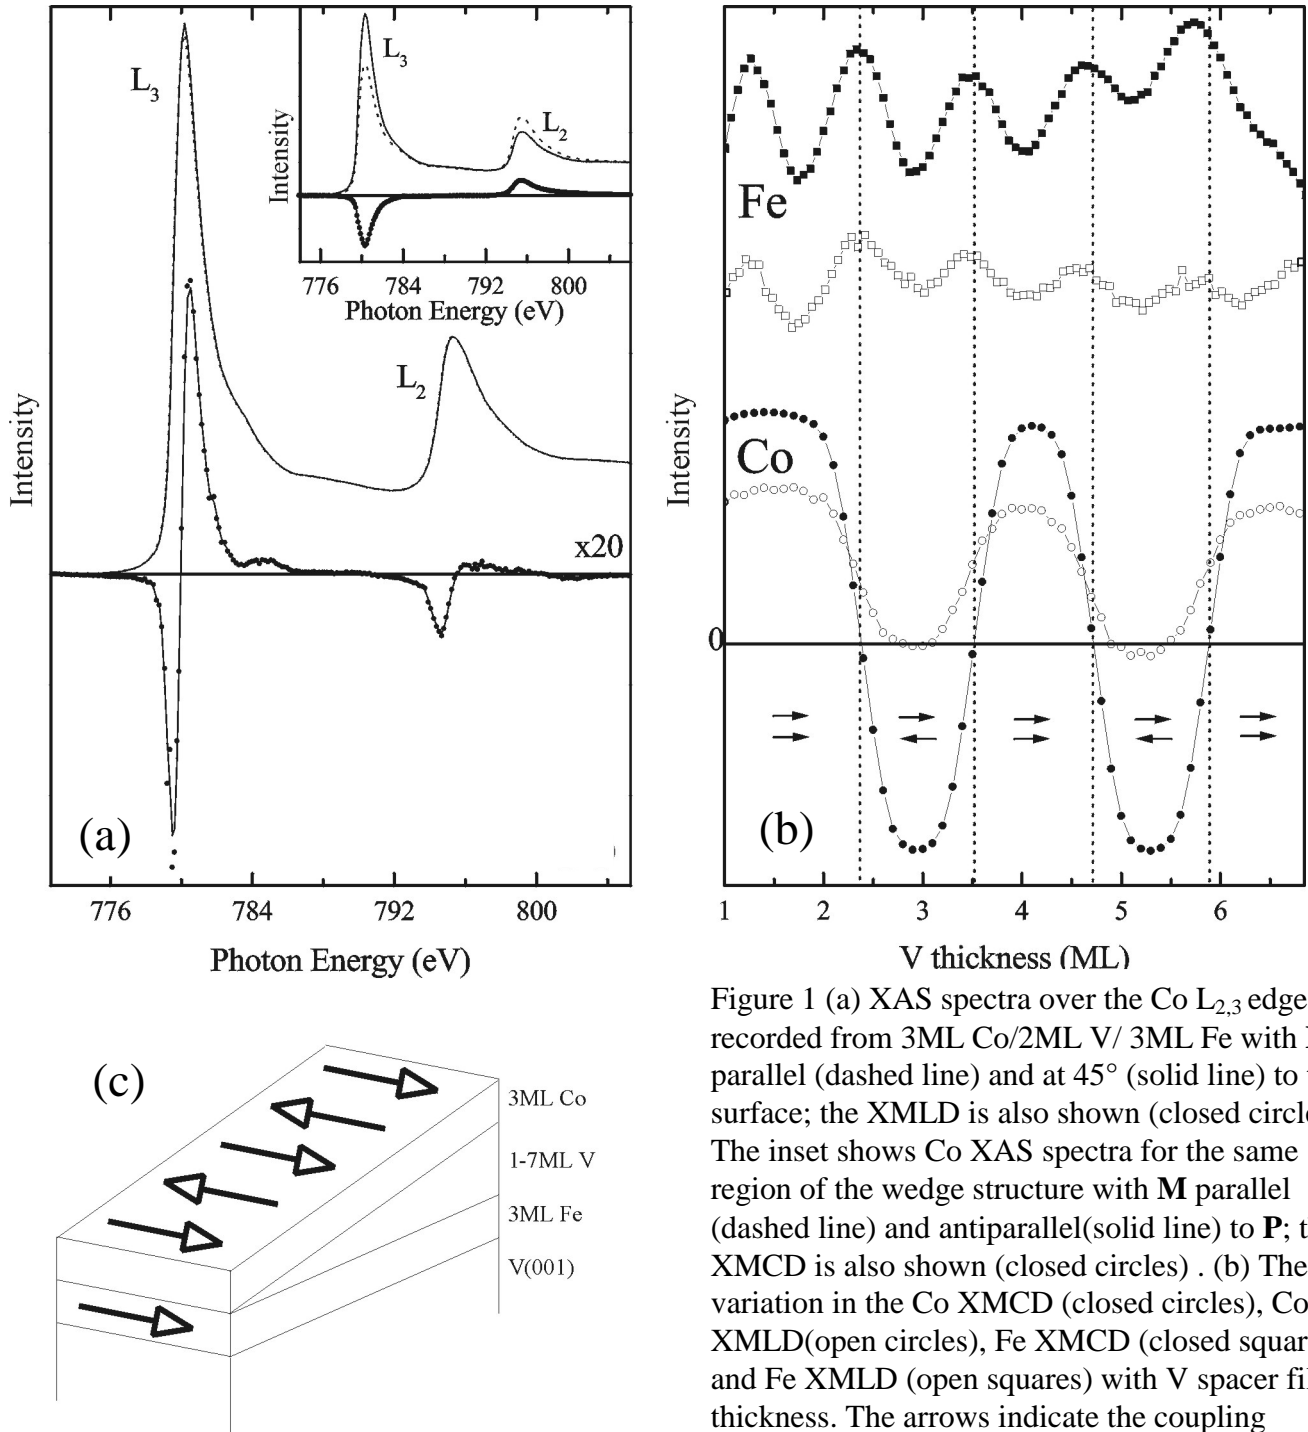 L3
L2
Intensity
776 784 792 800
Photon Energy (eV)
L3
L2
Intensity
x20
(a)
776 784 792 800
Photon Energy (eV)
Fe
Co
Intensity
0
(b)
1 2 3 4 5 6
V thickness (ML)
(c)
3ML Co
1-7ML V
3ML Fe
V(001)
Figure 1 (a) XAS spectra over the Co L2,3 edge
recorded from 3ML Co/2ML V/ 3ML Fe with
parallel (dashed line) and at 45° (solid line) to
surface; the XMLD is also shown (closed
The inset shows Co XAS spectra for the same
region of the wedge structure with M parallel
(dashed line) and antiparallel(solid line) to P;
XMCD is also shown (closed circles) . (b) The
variation in the Co XMCD (closed circles), Co
XMLD(open circles), Fe XMCD (closed
and Fe XMLD (open squares) with V spacer
thickness. The arrows indicate the coupling